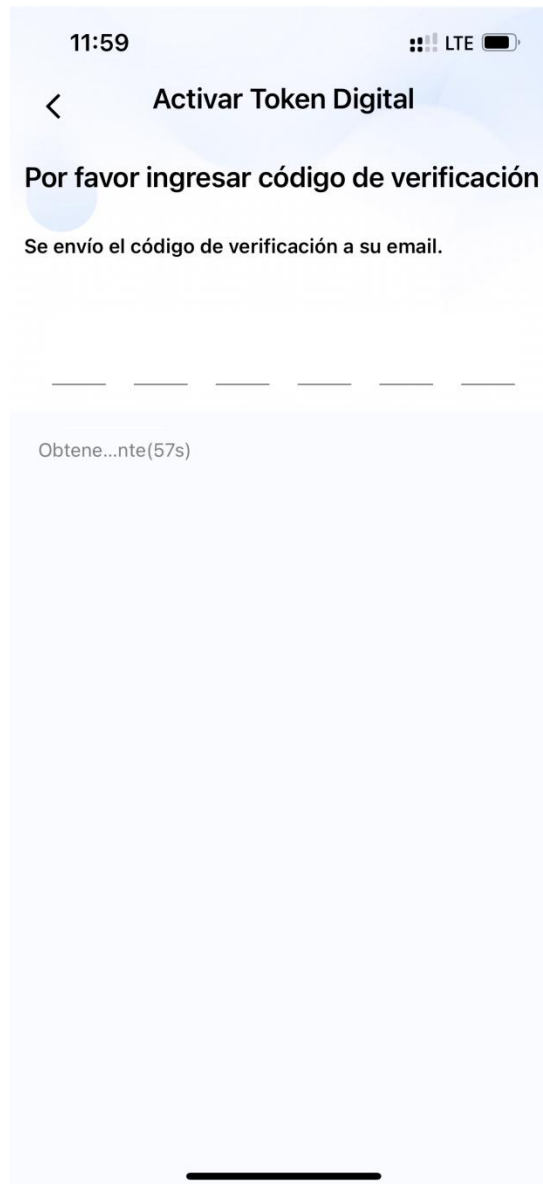 11:59
LTE
Activar Token Digital
Por favor ingresar código de verificación
Se envío el código de verificación a su email.
Obtene...nte(57s)